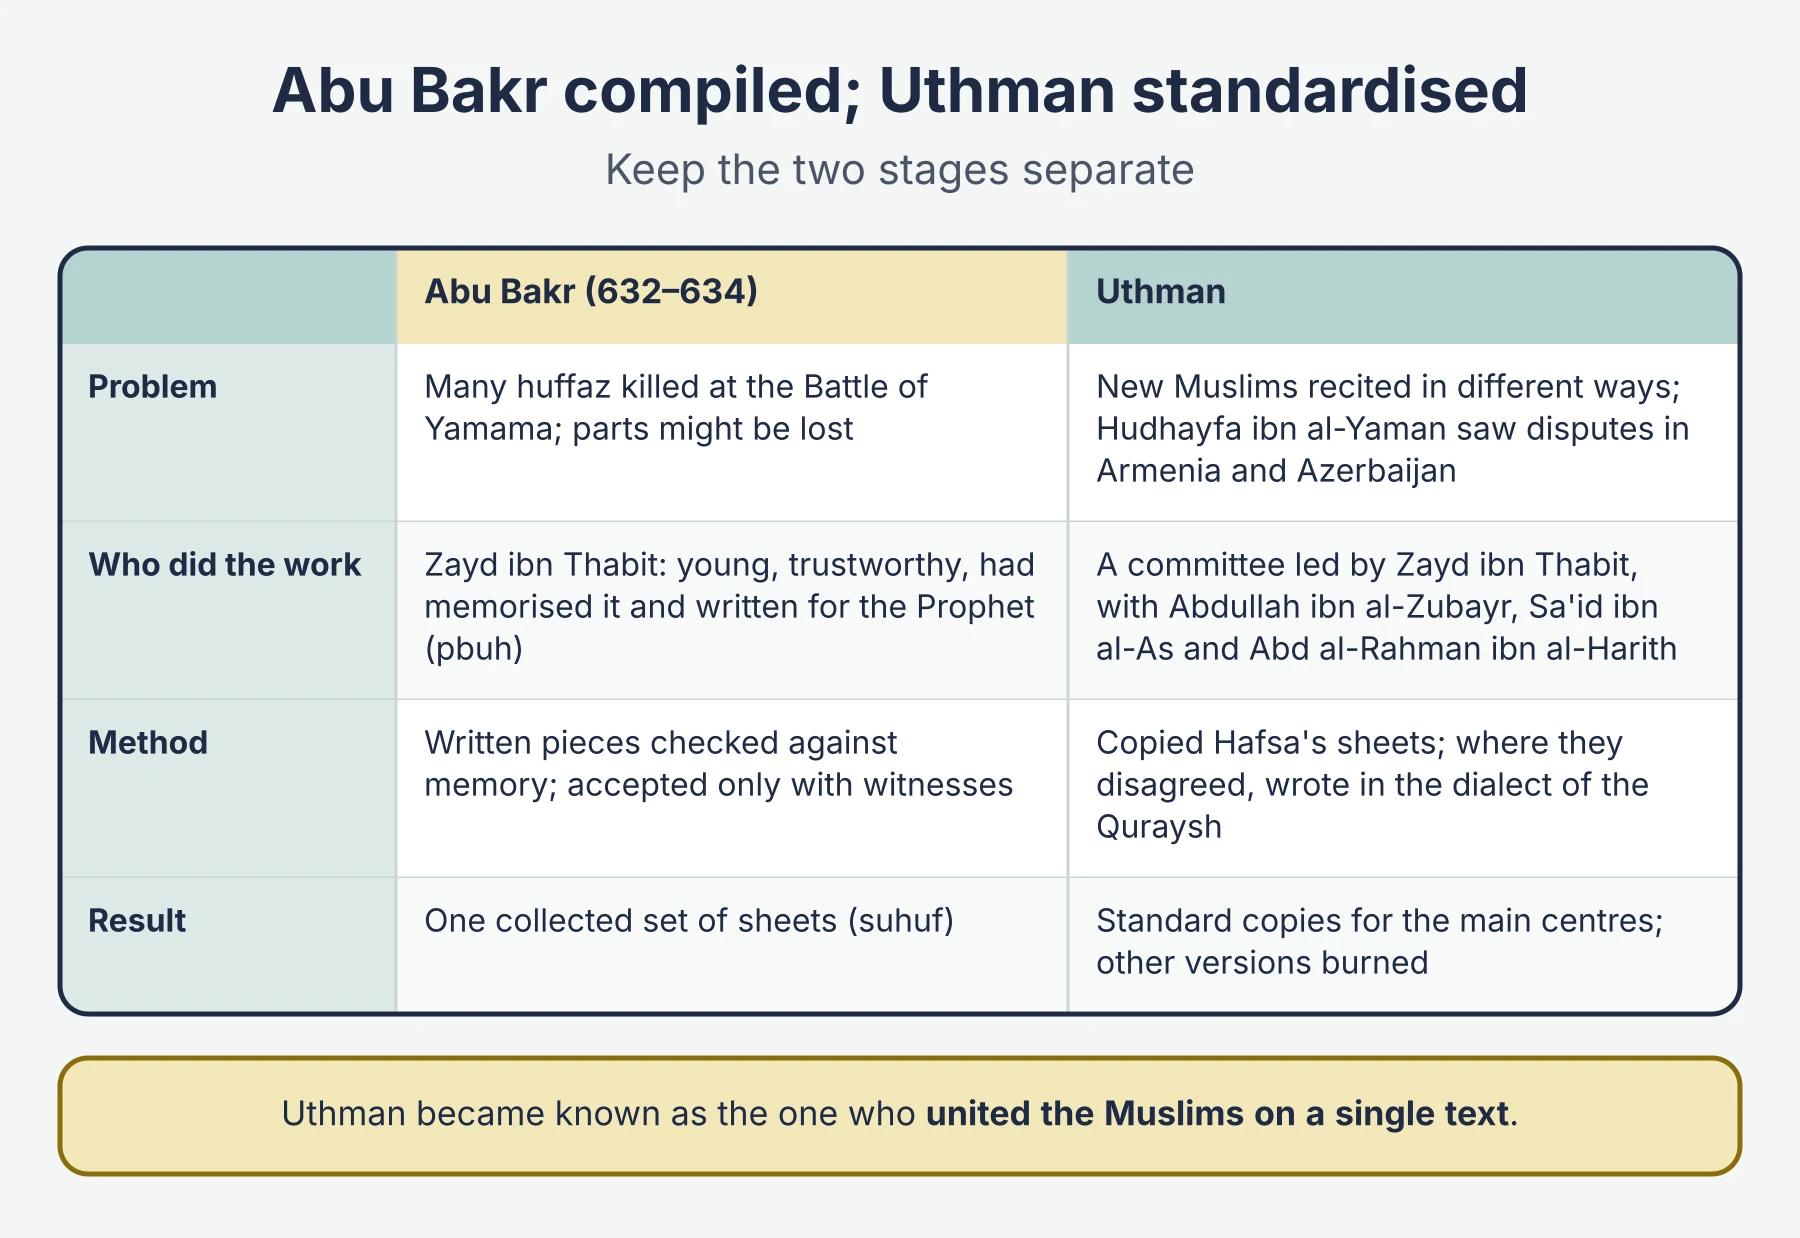 Abu Bakr compiled; Uthman standardised
Keep the two stages separate
Abu Bakr (632–634)
Uthman
Problem
Many huffaz killed at the Battle of
Yamama; parts might be lost
New Muslims recited in different ways;
Hudhayfa ibn al-Yaman saw disputes in
Armenia and Azerbaijan
Who did the work
Zayd ibn Thabit: young, trustworthy, had
memorised it and written for the Prophet
(pbuh)
A committee led by Zayd ibn Thabit,
with Abdullah ibn al-Zubayr, Sa'id ibn
al-As and Abd al-Rahman ibn al-Harith
Method
Written pieces checked against
memory; accepted only with witnesses
Copied Hafsa's sheets; where they
disagreed, wrote in the dialect of the
Quraysh
Result
One collected set of sheets (suhuf)
Standard copies for the main centres;
other versions burned
Uthman became known as the one who united the Muslims on a single text.